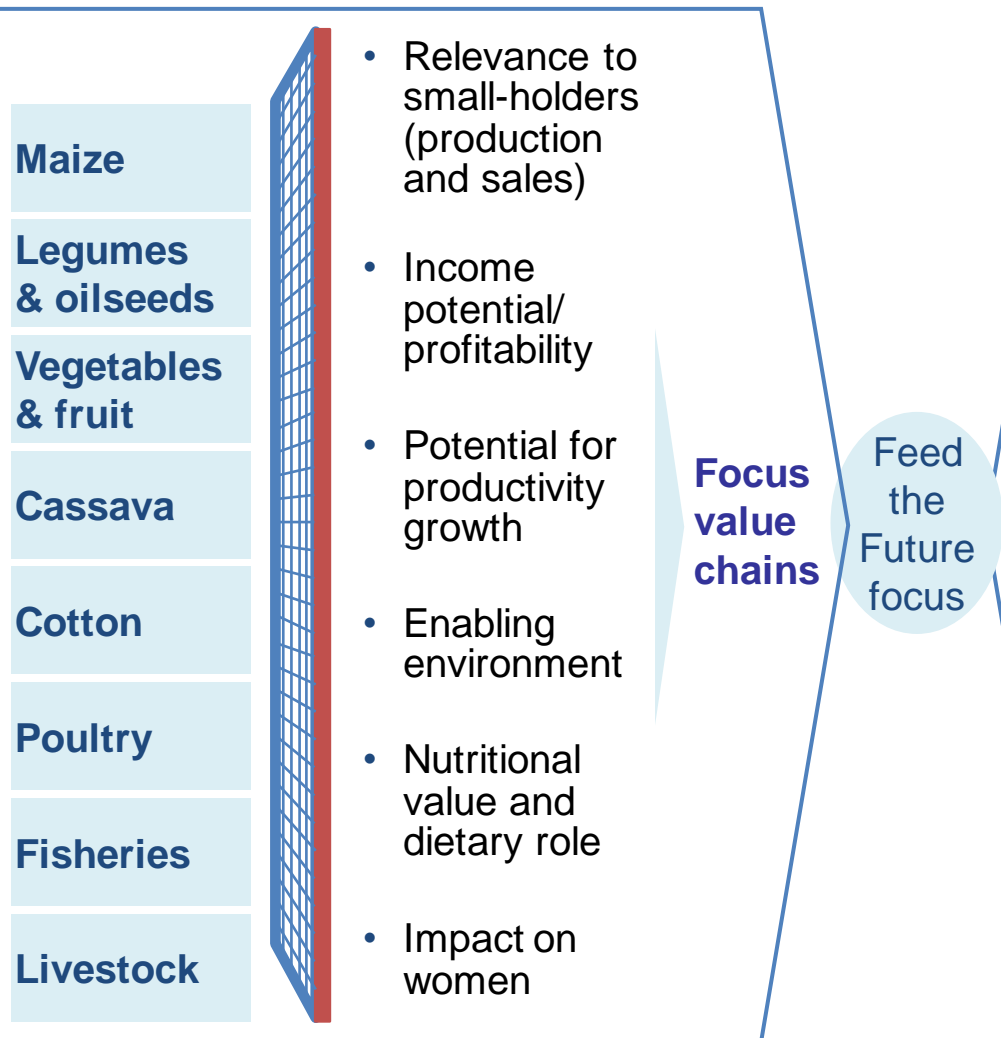 Maize
Legumes
& oilseeds
Vegetables
& fruit
Cassava
Cotton
Poultry
Fisheries
Livestock
• Relevance to
small-holders
(production
and sales)
• Income
potential/
profitability
• Potential for
productivity
growth
• Enabling
environment
• Nutritional
value and
dietary role
• Impact on
women
Focus
value
chains
Feed
the
Future
focus